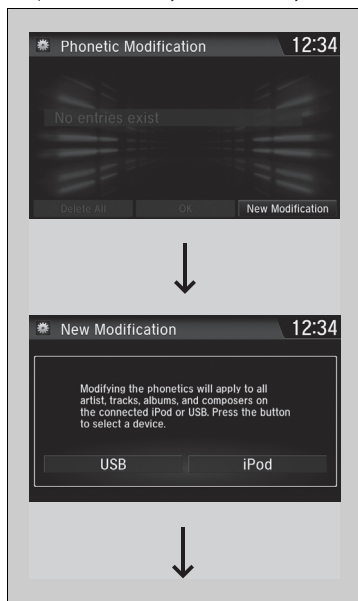 Phonetic Modification 12:34
No entries exist
Delete All OK New Modification
New Modification 12:34
Modifying the phonetics will apply to all
artist, tracks, albums, and composers on
the connected iPod or USB. Press the button
to select a device.
USB iPod